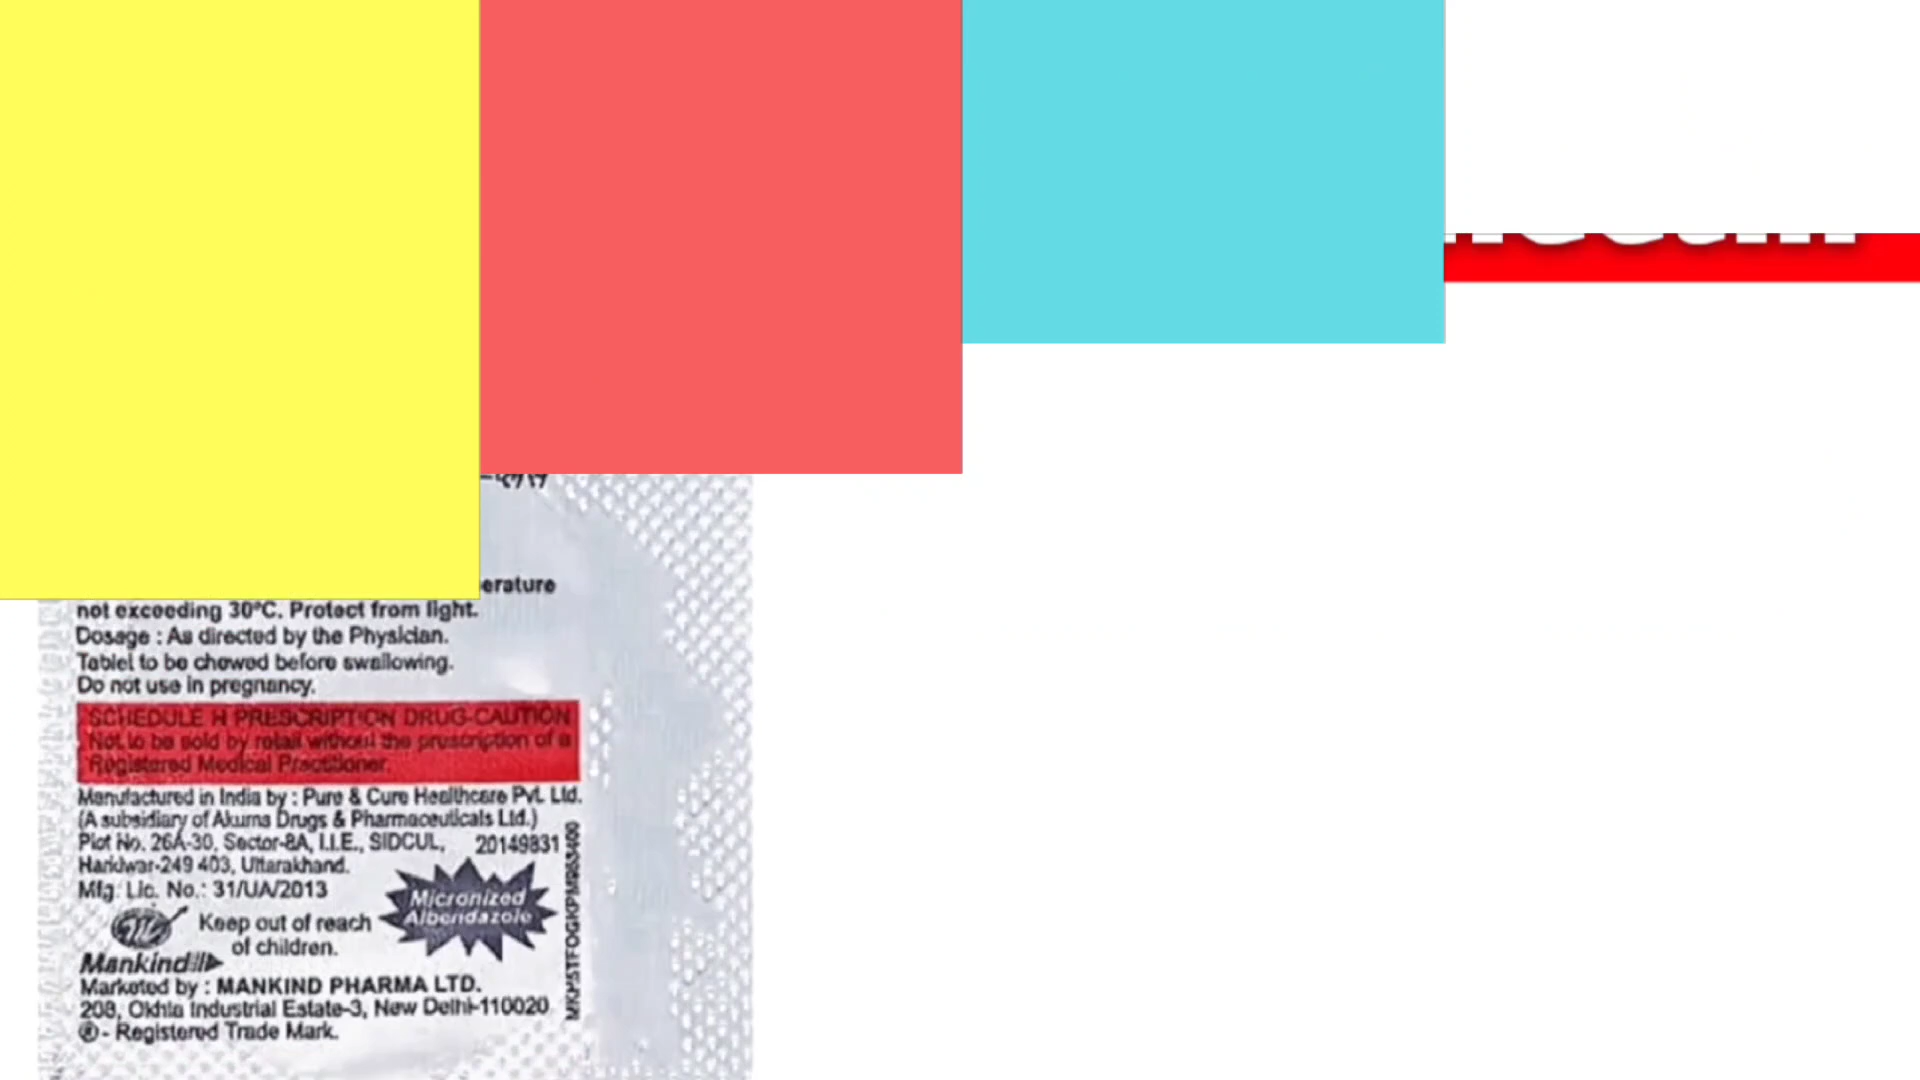 erature
not exceeding 30°C. Protect from light.
Dosage : As directed by the Physician.
Tablet to be chewed before swallowing.
Do not use in pregnancy.
SCHEDULE H PRESCRIPTION DRUG-CAUTION
Not to be sold by retail without the prescription of a
Registered Medical Practitioner.
Manufactured in India by : Pure & Cure Healthcare Pvt. Ltd.
(A subsidiary of Akums Drugs & Pharmaceuticals Ltd.)
Plot No. 26A-30, Sector-8A, I.I.E., SIDCUL, 20149831
Haridwar-249 403, Uttarakhand.
Mfg. Lic. No.: 31/UA/2013
Micronized
Albendazole
Keep out of reach
of children.
Mankind
Marketed by : MANKIND PHARMA LTD.
208, Okhla Industrial Estate-3, New Delhi-110020
® - Registered Trade Mark.